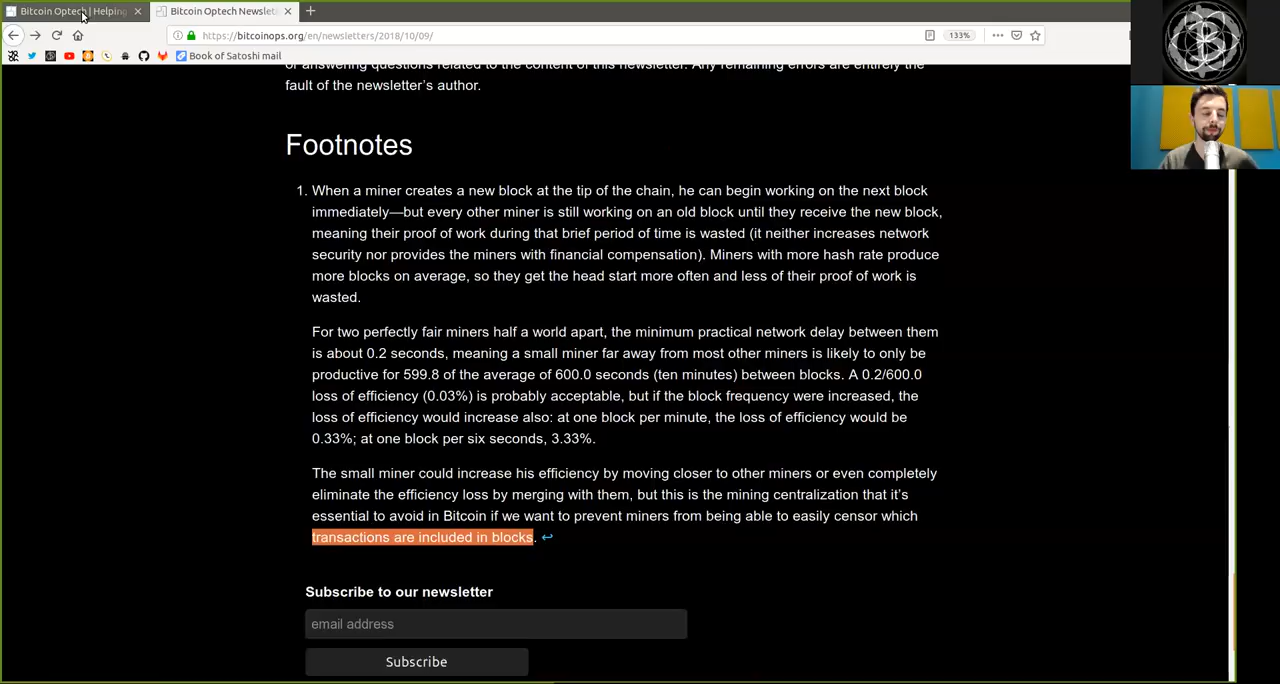 Bitcoin Optech | Helping
Bitcoin Optech Newslett
https://bitcoinops.org/en/newsletters/2018/10/09/
133%
Book of Satoshi mail
or answering questions related to the content of this newsletter. Any remaining errors are entirely the
fault of the newsletter's author.
Footnotes
1. When a miner creates a new block at the tip of the chain, he can begin working on the next block
immediately—but every other miner is still working on an old block until they receive the new block,
meaning their proof of work during that brief period of time is wasted (it neither increases network
security nor provides the miners with financial compensation). Miners with more hash rate produce
more blocks on average, so they get the head start more often and less of their proof of work is
wasted.
For two perfectly fair miners half a world apart, the minimum practical network delay between them
is about 0.2 seconds, meaning a small miner far away from most other miners is likely to only be
productive for 599.8 of the average of 600.0 seconds (ten minutes) between blocks. A 0.2/600.0
loss of efficiency (0.03%) is probably acceptable, but if the block frequency were increased, the
loss of efficiency would increase also: at one block per minute, the loss of efficiency would be
0.33%; at one block per six seconds, 3.33%.
The small miner could increase his efficiency by moving closer to other miners or even completely
eliminate the efficiency loss by merging with them, but this is the mining centralization that it's
essential to avoid in Bitcoin if we want to prevent miners from being able to easily censor which
transactions are included in blocks. ↩
Subscribe to our newsletter
email address
Subscribe